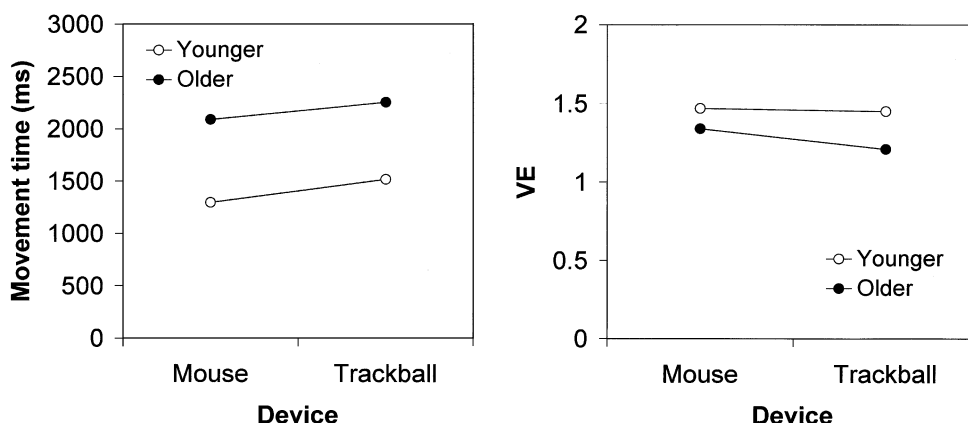 Movement time (ms)
3000
2500
2000
1500
1000
500
0
Younger
Older
Mouse
Trackball
Device
VE
2
1.5
1
0.5
0
Younger
Older
Mouse
Trackball
Device